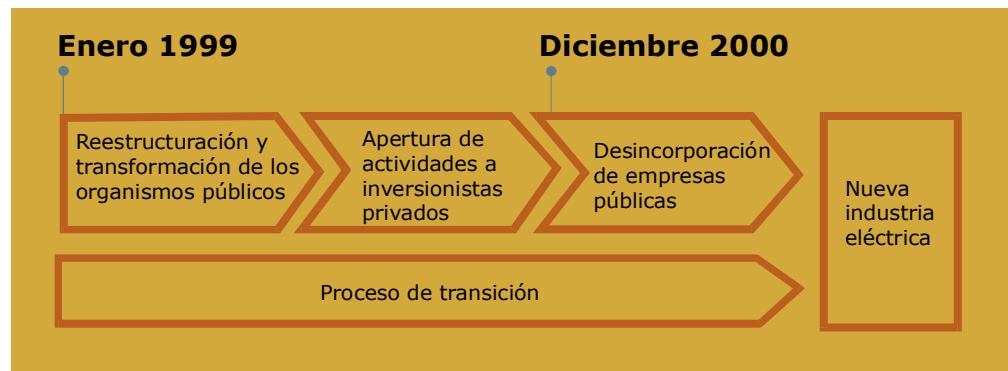 Enero 1999
Diciembre 2000
Reestructuración y
transformación de los
organismos públicos
Apertura de
actividades a
inversionistas
privados
Desincorporación
de empresas
públicas
Nueva
industria
eléctrica
Proceso de transición